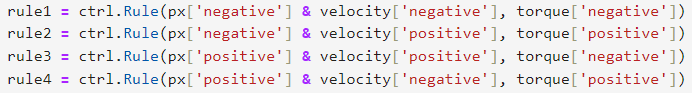 rule1 = ctrl.Rule(px['negative'] & velocity['negative'], torque['negative'])
rule2 = ctrl.Rule(px['negative'] & velocity['positive'], torque['positive'])
rule3 = ctrl.Rule(px['positive'] & velocity['positive'], torque['negative'])
rule4 = ctrl.Rule(px['positive'] & velocity['negative'], torque['positive'])